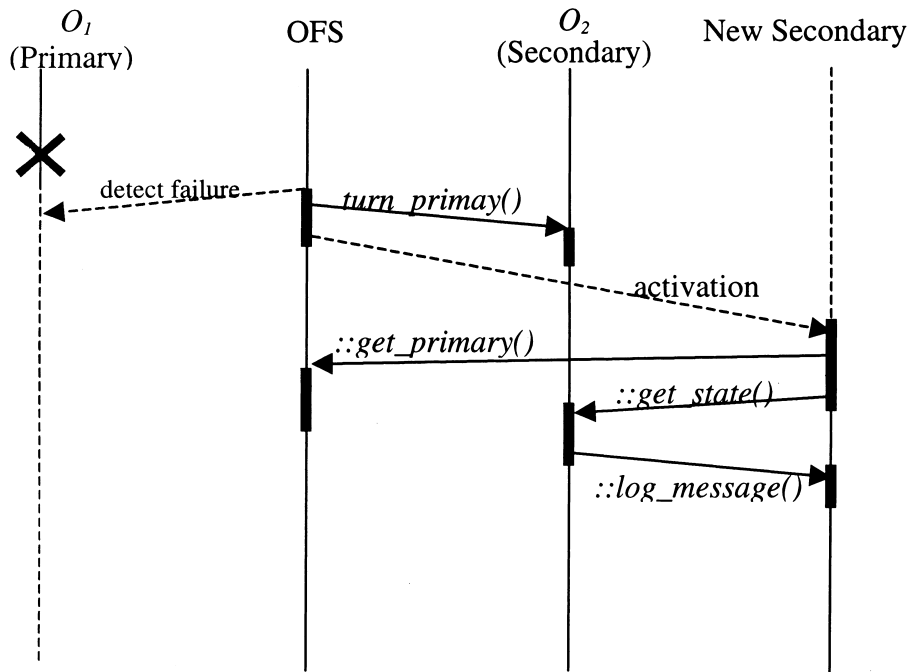 O₁ OFS O₂ New Secondary
(Primary) (Secondary)
detect failure
turn_primay()
activation
::get_primary()
::get_state()
::log_message()